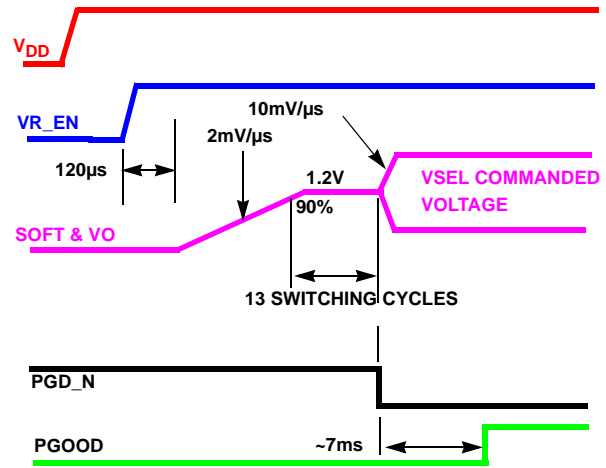 VDD
VR_EN
10mV/µs
2mV/µs
120µs
1.2V
VSEL COMMANDED
VOLTAGE
90%
SOFT & VO
13 SWITCHING CYCLES
PGD_N
PGOOD
~7ms